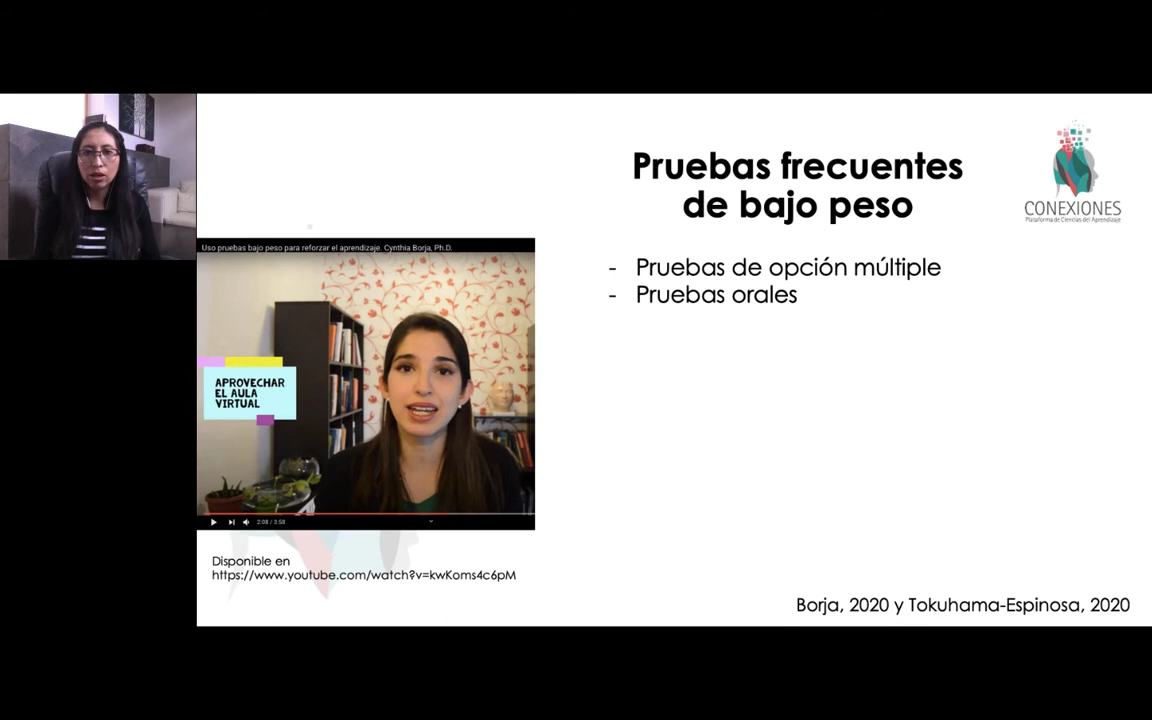 Pruebas frecuentes
de bajo peso
CONEXIONES
Plataforma de Ciencias del Aprendizaje
- Pruebas de opción múltiple
- Pruebas orales
Uso pruebas bajo peso para reforzar el aprendizaje. Cynthia Borja, Ph.D.
APROVECHAR
EL AULA
VIRTUAL
2:08 / 3:58
Disponible en
https://www.youtube.com/watch?v=kwKoms4c6pM
Borja, 2020 y Tokuhama-Espinosa, 2020